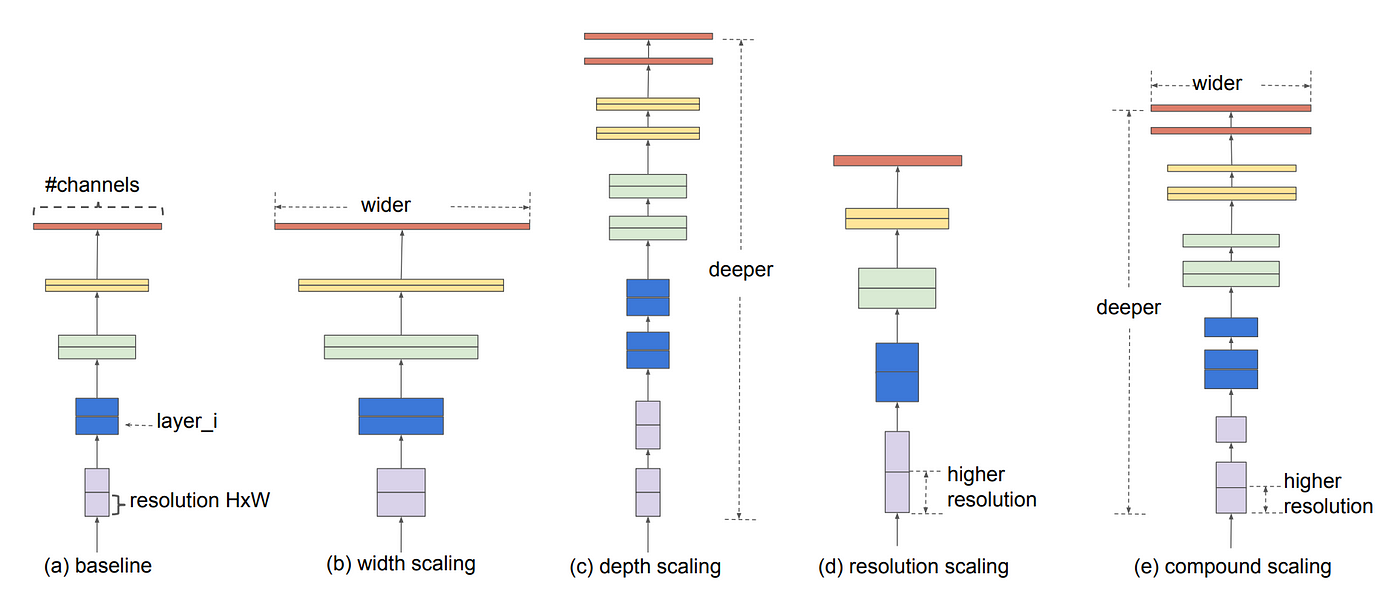 #channels
layer_i
resolution HxW
(a) baseline
wider
(b) width scaling
deeper
(c) depth scaling
higher
resolution
(d) resolution scaling
wider
deeper
higher
resolution
(e) compound scaling